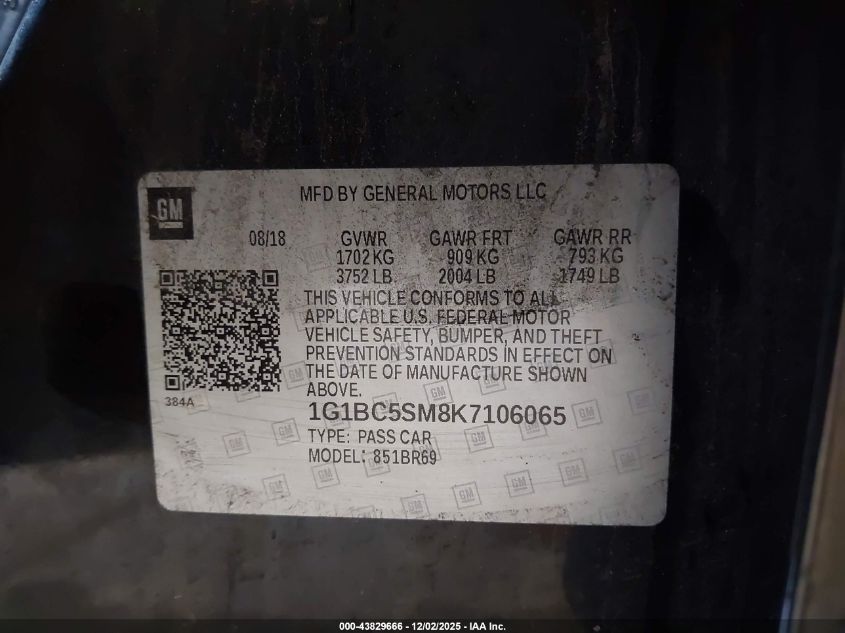 MFD BY GENERAL MOTORS LLC
GM
08/18 GVWR GAWR FRT GAWR RR
1702 KG 909 KG 793 KG
3752 LB 2004 LB 1749 LB
THIS VEHICLE CONFORMS TO ALL
APPLICABLE U.S. FEDERAL MOTOR
VEHICLE SAFETY, BUMPER, AND THEFT
PREVENTION STANDARDS IN EFFECT ON
THE DATE OF MANUFACTURE SHOWN
ABOVE.
384A
1G1BC5SM8K7106065
TYPE: PASS CAR
MODEL: 851BR69
000-43829666 - 12/02/2025 - IAA Inc.